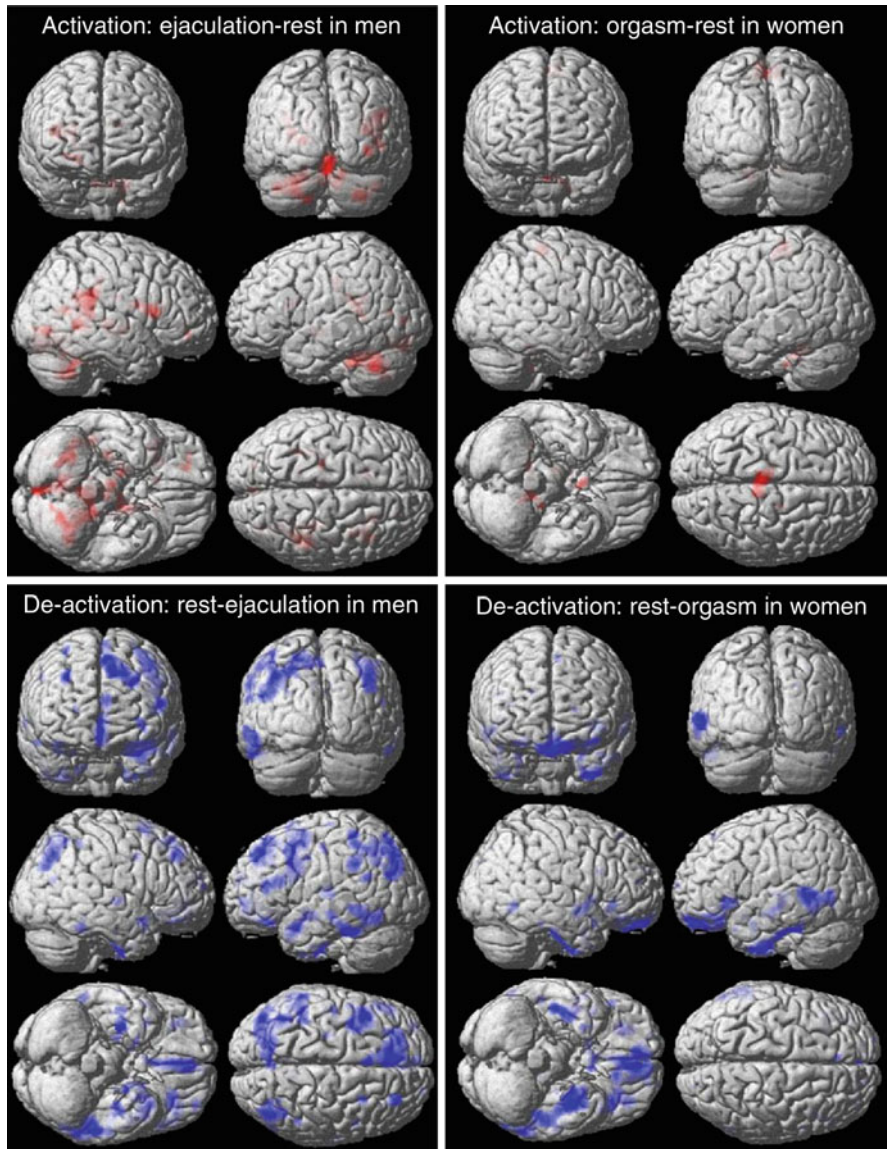 Activation: ejaculation-rest in men
Activation: orgasm-rest in women
De-activation: rest-ejaculation in men
De-activation: rest-orgasm in women